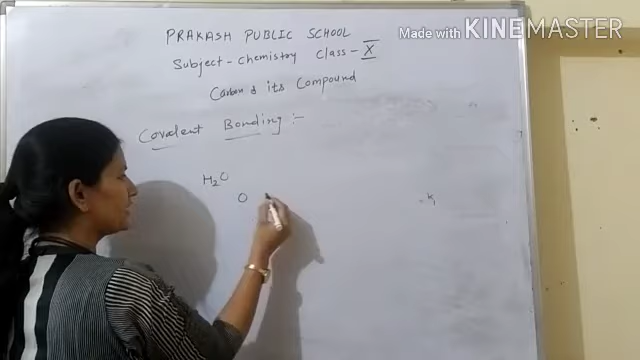 Made with KINEMASTER
PRAKASH PUBLIC SCHOOL
Subject - chemistry class - X
Carbon & its Compound
Covalent Bonding :-
H₂O
O